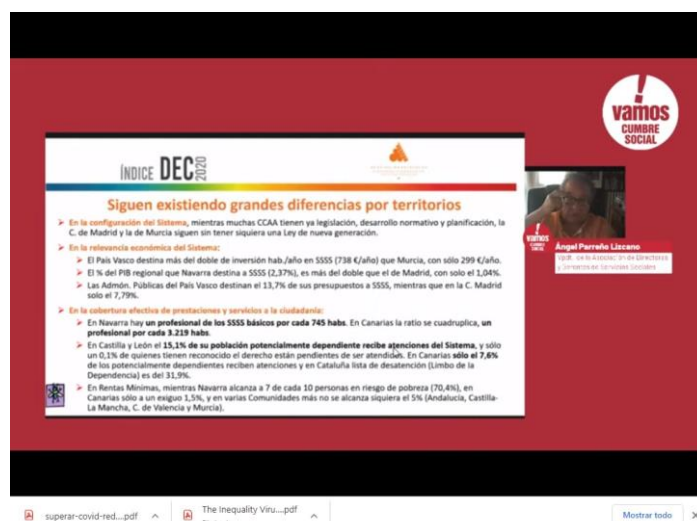 vamos
CUMBRE
SOCIAL
ÍNDICE DEC 2020
Siguen existiendo grandes diferencias por territorios
En la configuración del Sistema, mientras muchas CCAA tienen ya legislación, desarrollo normativo y planificación, la
C. de Madrid y la de Murcia siguen sin tener siquiera una Ley de nueva generación.
En la relevancia económica del Sistema:
El País Vasco destina más del doble de inversión hab./año en SSSS (738 €/año) que Murcia, con sólo 299 €/año.
El % del PIB regional que Navarra destina a SSSS (2,37%), es más del doble que el de Madrid, con solo el 1,04%.
Las Admón. Públicas del País Vasco destinan el 13,7% de sus presupuestos a SSSS, mientras que en la C. Madrid
solo el 7,79%.
En la cobertura efectiva de prestaciones y servicios a la ciudadanía:
En Navarra hay un profesional de los SSSS básicos por cada 745 habs. En Canarias la ratio se cuadruplica, un
profesional por cada 3.219 habs.
En Castilla y León el 15,1% de su población potencialmente dependiente recibe atenciones del Sistema, y sólo
un 0,1% de quienes tienen reconocido el derecho están pendientes de ser atendidos. En Canarias sólo el 7,6%
de los potencialmente dependientes reciben atenciones y en Cataluña lista de desatención (Limbo de la
Dependencia) es del 31,9%.
En Rentas Mínimas, mientras Navarra alcanza a 7 de cada 10 personas en riesgo de pobreza (70,4%), en
Canarias sólo a un exiguo 1,5%, y en varias Comunidades más no se alcanza siquiera el 5% (Andalucía, Castilla-
La Mancha, C. de Valencia y Murcia).
vamos
CUMBRE
SOCIAL
Ángel Parreño Lizcano
de la Asociación de Directores
y Gerentes de Servicios Sociales
superar-covid-red....pdf
The Inequality Viru....pdf
Mostrar todo